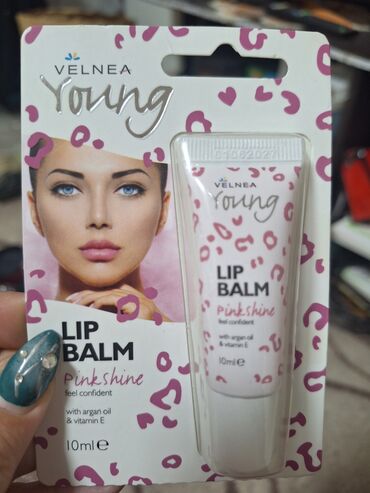 VELNEA
Young
LIP
BALM
Pinkshine
feel confident
with argan oil
& vitamin E
10ml e
VELNEA
Young
LIP
BALM
Pinkshine
feel confident
with argan oil
& vitamin E
10ml e